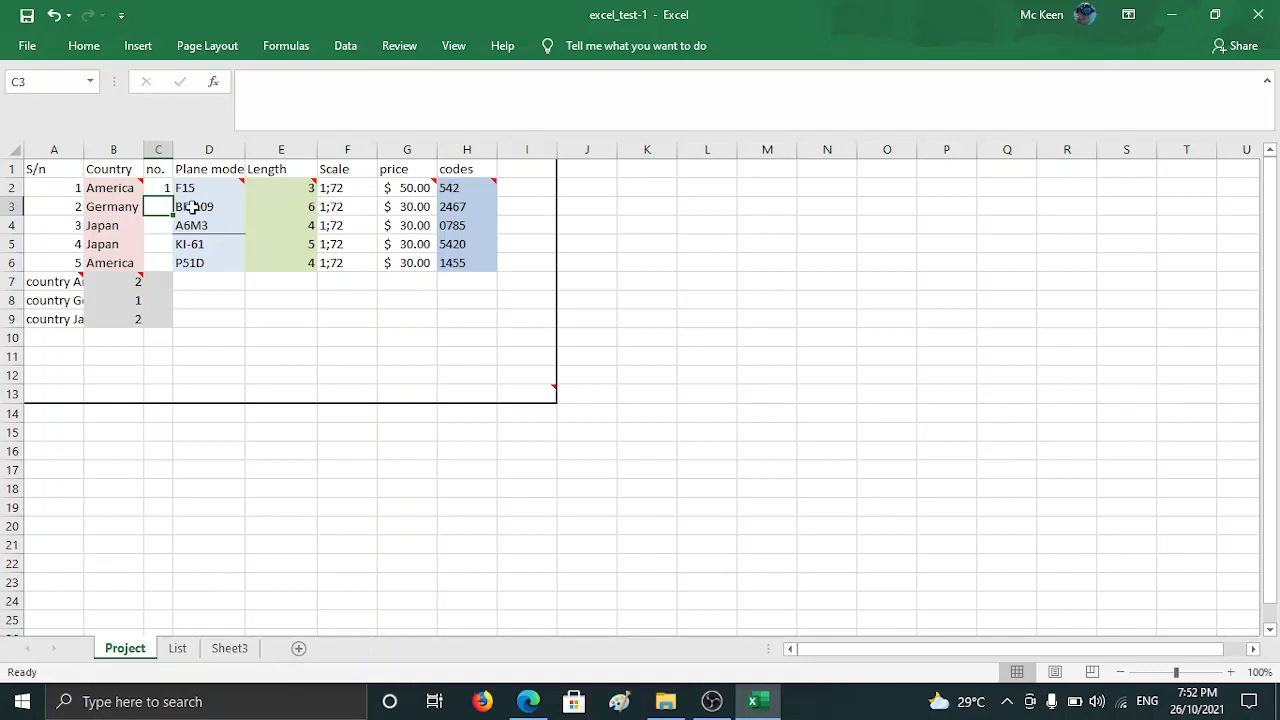 excel_test-1 - Excel
Mc Keen
File Home Insert Page Layout Formulas Data Review View Help Tell me what you want to do Share
C3 fx
A B C D E F G H I J K L M N O P Q R S T U
1 S/n Country no. Plane mode Length Scale price codes
2 1 America 1 F15 3 1;72 $ 50.00 542
3 2 Germany 6 1;72 $ 30.00 2467
4 3 Japan A6M3 4 1;72 $ 30.00 0785
5 4 Japan KI-61 5 1;72 $ 30.00 5420
6 5 America P51D 4 1;72 $ 30.00 1455
7 country A 2
8 country G 1
9 country Ja 2
10
11
12
13
14
15
16
17
18
19
20
21
22
23
24
25
Project List Sheet3
Ready 100%
Type here to search 29°C ENG 7:52 PM
26/10/2021